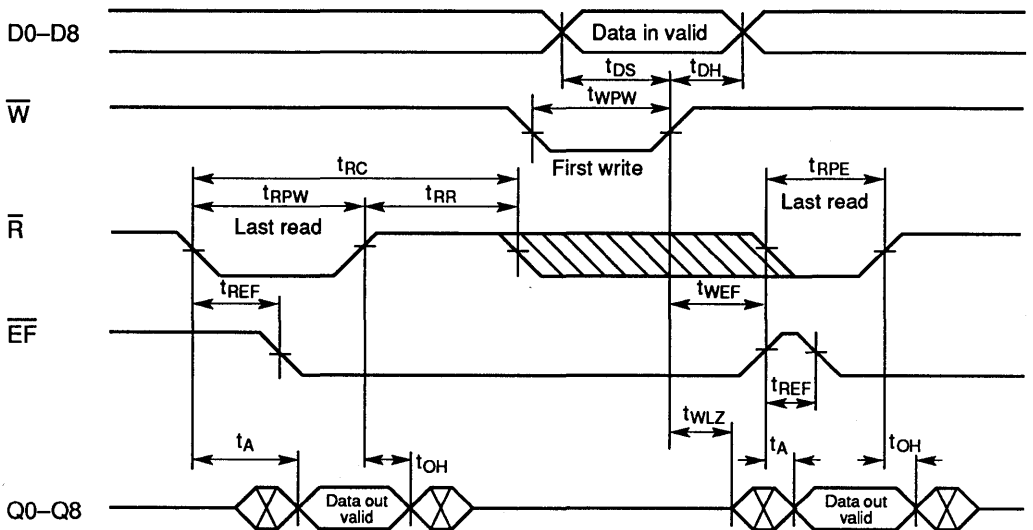 D0–D8
Data in valid
tDS
tDH
W
tWPW
First write
tRC
tRPW
tRR
tRPE
R
Last read
Last read
tREF
tWEF
EF
tREF
tWLZ
tA
tOH
tA
tOH
Q0–Q8
Data out
valid
Data out
valid